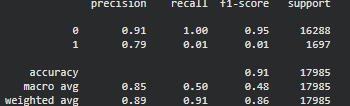 precision recall f1-score support
0 0.91 1.00 0.95 16288
1 0.79 0.01 0.01 1697
accuracy 0.91 17985
macro avg 0.85 0.50 0.48 17985
weighted avg 0.89 0.91 0.86 17985